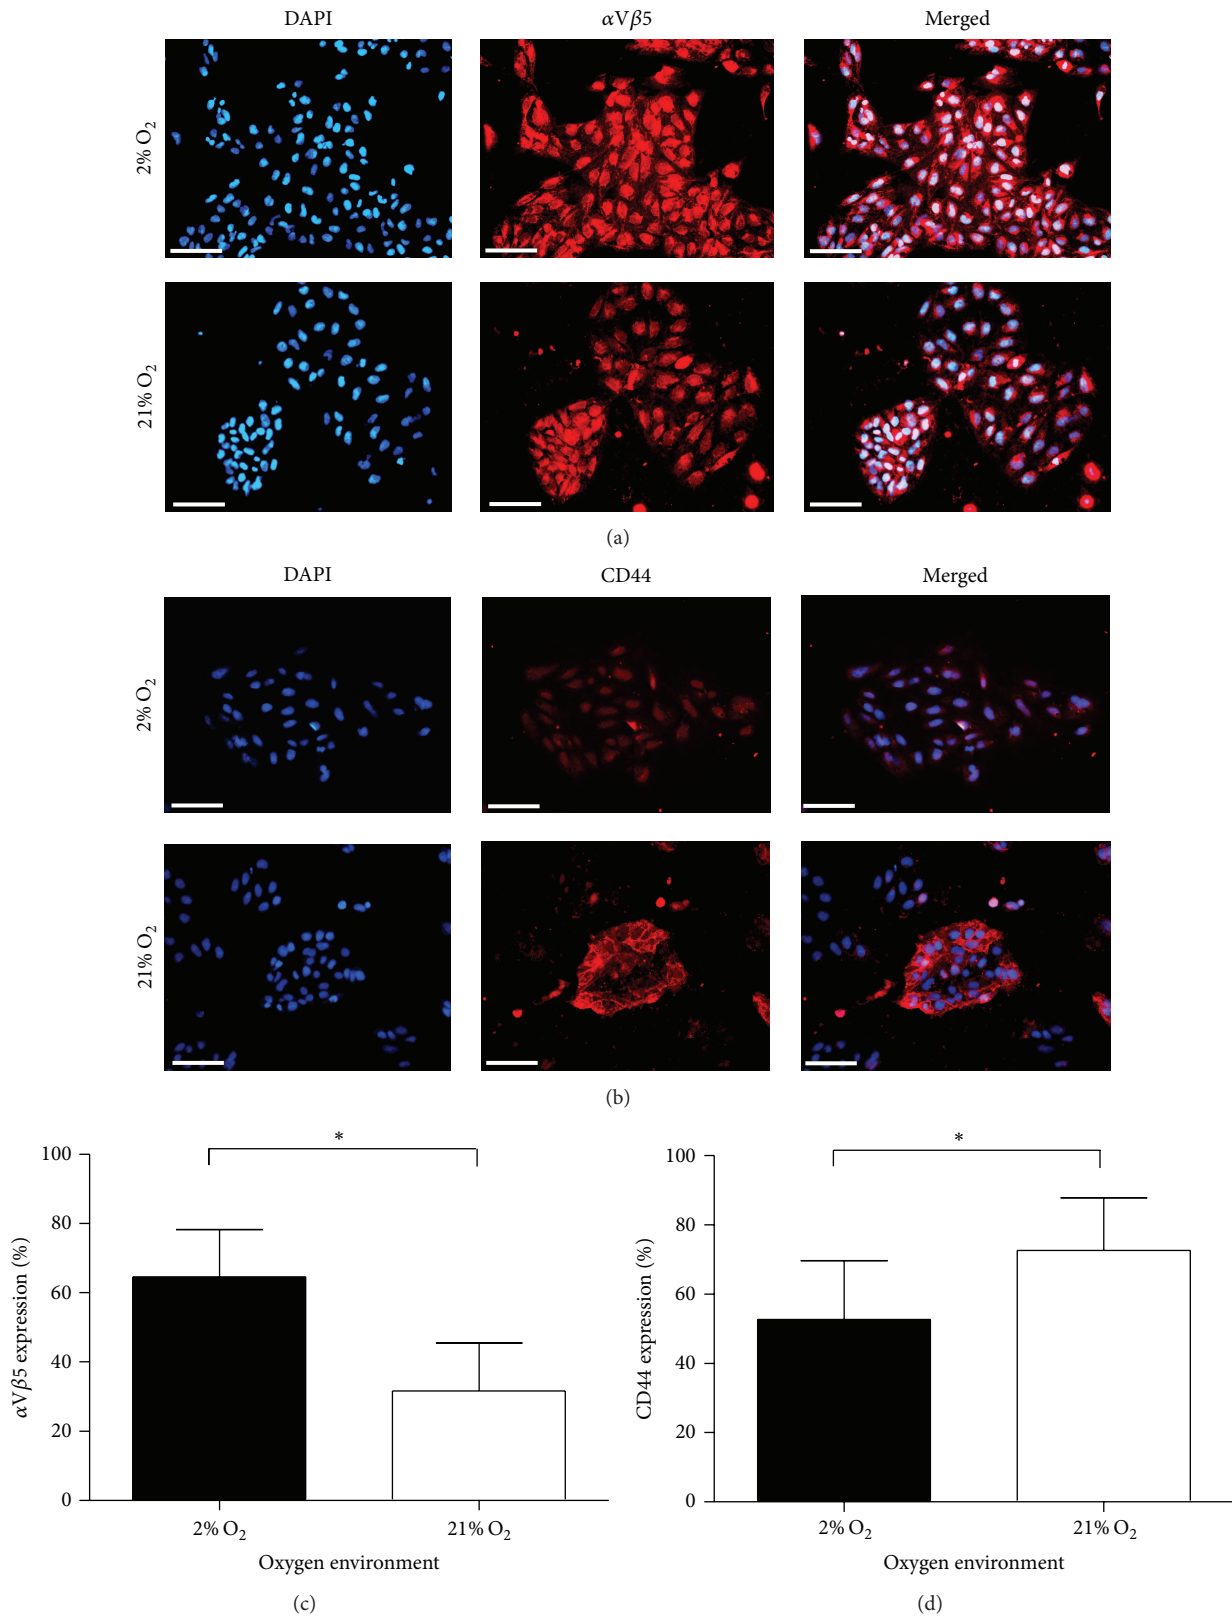 DAPI αVβ5 Merged
2% O₂
21% O₂
(a)
DAPI CD44 Merged
2% O₂
21% O₂
(b)
*
100
80
60
40
20
0
αVβ5 expression (%)
2% O₂ 21% O₂
Oxygen environment
(c)
*
100
80
60
40
20
0
CD44 expression (%)
2% O₂ 21% O₂
Oxygen environment
(d)